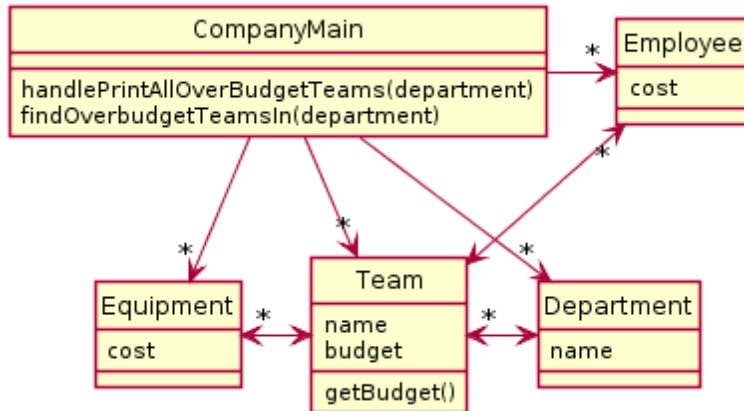 CompanyMain
handlePrintAllOverBudgetTeams(department)
findOverbudgetTeamsIn(department)
*
Employee
cost
*
*
*
*
Equipment
cost
*
Team
name
budget
getBudget()
*
Department
name